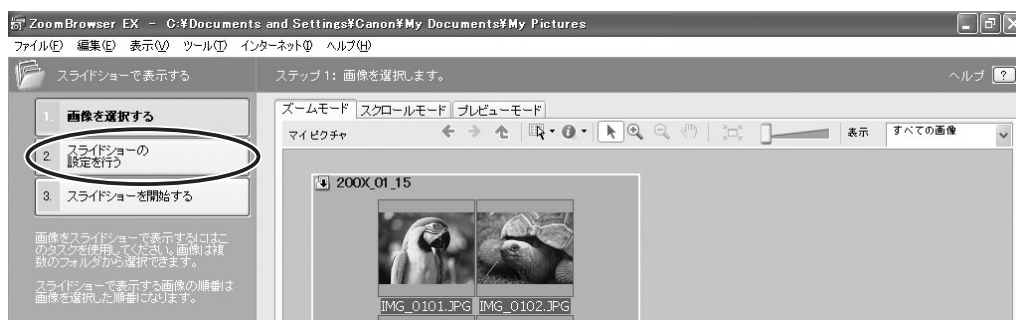 ZoomBrowser EX - C:¥Documents and Settings¥Canon¥My Documents¥My Pictures
ファイル(F) 編集(E) 表示(V) ツール(T) インターネット(I) ヘルプ(H)
スライドショーで表示する
ステップ1: 画像を選択します。
ヘルプ ?
1. 画像を選択する
2. スライドショーの
設定を行う
3. スライドショーを開始する
画像をスライドショーで表示するにはこ
のタスクを使用してください。画像は複
数のフォルダから選択できます。
スライドショーで表示する画像の順番は
画像を選択した順番になります。
ズームモード スクロールモード プレビューモード
マイ ピクチャ
表示 すべての画像
200X_01_15
IMG_0101.JPG IMG_0102.JPG